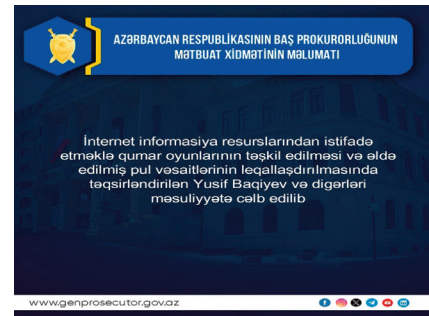 AZƏRBAYCAN RESPUBLİKASININ BAŞ PROKURORLUĞUNUN
MƏTBUAT XİDMƏTİNİN MƏLUMATI
İnternet informasiya resurslarından istifadə
etməklə qumar oyunlarının təşkil edilməsi və əldə
edilmiş pul vəsaitlərinin leqallaşdırılmasında
təqsirləndirilən Yusif Baqiyev və digərləri
məsuliyyətə cəlb edilib
www.genprosecutor.gov.az